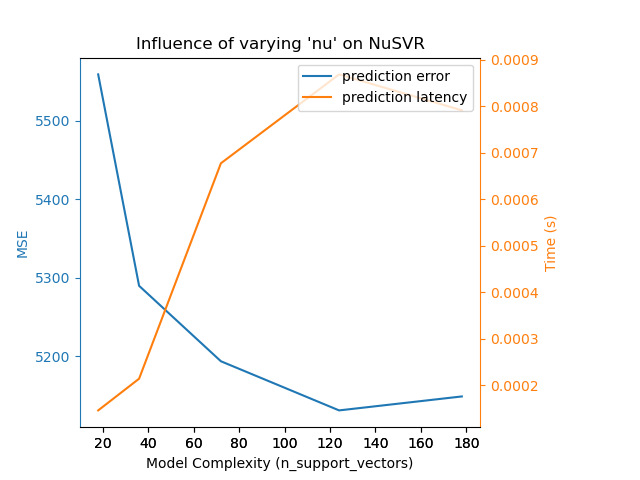 Influence of varying 'nu' on NuSVR
prediction error
prediction latency
MSE
5500
5400
5300
5200
0.0009
0.0008
0.0007
0.0006
0.0005
0.0004
0.0003
0.0002
Time (s)
20 40 60 80 100 120 140 160 180
Model Complexity (n_support_vectors)